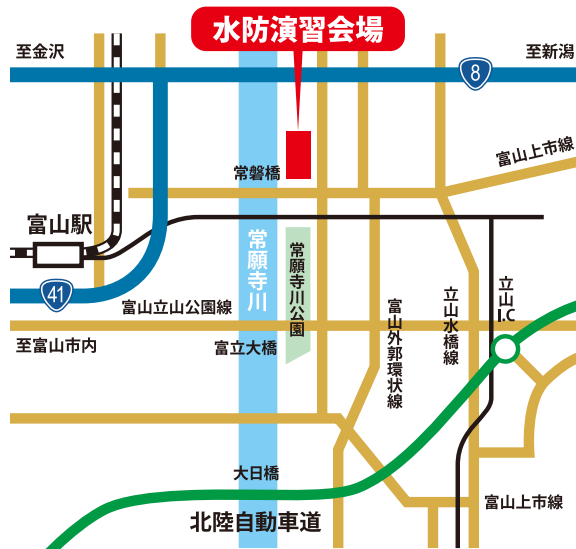 水防演習会場
至金沢
至新潟
8
富山上市線
常磐橋
富山駅
常願寺川
常願寺川公園
立山I.C
41
富山立山公園線
富山外郭環状線
立山水橋線
至富山市内
富立大橋
大日橋
富山上市線
北陸自動車道